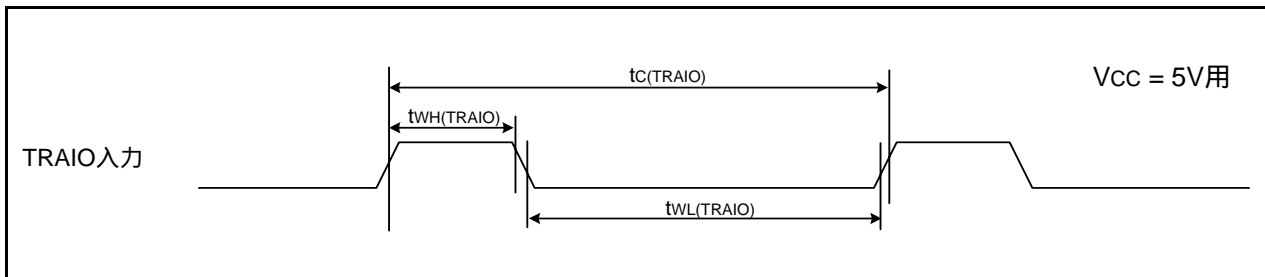 tC(TRAIO)
VCC = 5V用
tWH(TRAIO)
TRAIO入力
tWL(TRAIO)